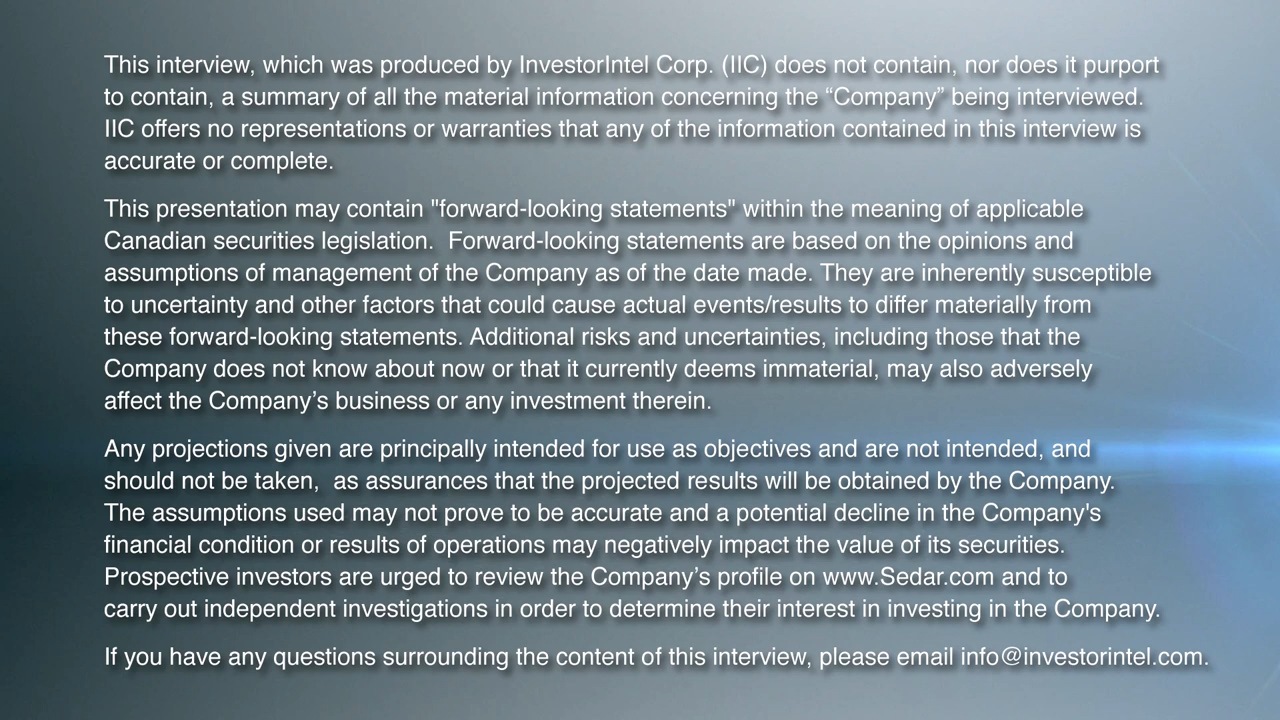 This interview, which was produced by InvestorIntel Corp. (IIC) does not contain, nor does it purport
to contain, a summary of all the material information concerning the “Company” being interviewed.
IIC offers no representations or warranties that any of the information contained in this interview is
accurate or complete.
This presentation may contain "forward-looking statements" within the meaning of applicable
Canadian securities legislation.  Forward-looking statements are based on the opinions and
assumptions of management of the Company as of the date made. They are inherently susceptible
to uncertainty and other factors that could cause actual events/results to differ materially from
these forward-looking statements. Additional risks and uncertainties, including those that the
Company does not know about now or that it currently deems immaterial, may also adversely
affect the Company’s business or any investment therein.
Any projections given are principally intended for use as objectives and are not intended, and
should not be taken,  as assurances that the projected results will be obtained by the Company.
The assumptions used may not prove to be accurate and a potential decline in the Company's
financial condition or results of operations may negatively impact the value of its securities.
Prospective investors are urged to review the Company’s profile on www.Sedar.com and to
carry out independent investigations in order to determine their interest in investing in the Company.
If you have any questions surrounding the content of this interview, please email info@investorintel.com.